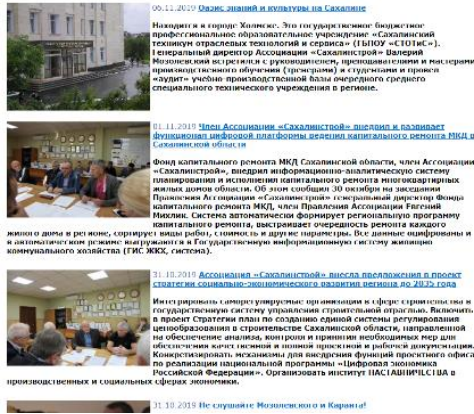 06.11.2019 Оазис знаний и культуры на Сахалине
Находится в городе Холмске. Это государственное бюджетное
профессиональное образовательное учреждение «Сахалинский
техникум отраслевых технологий и сервиса» (ГБПОУ «СТОТиС»).
Генеральный директор Ассоциации «Сахалинстрой» Валерий
Мозолевский встретился с руководителем, преподавателями и мастерами
производственного обучения (тренерами) и студентами и провел
«аудит» учебно-производственной базы очередного среднего
специального технического учреждения в регионе.
01.11.2019 Член Ассоциации «Сахалинстрой» внедрил и развивает
функционал цифровой платформы ведения капитального ремонта МКД в
Сахалинской области
Фонд капитального ремонта МКД Сахалинской области, член Ассоциации
«Сахалинстрой», внедрил информационно-аналитическую систему
планирования и исполнения капитального ремонта многоквартирных
жилых домов области. Об этом сообщил 30 октября на заседании
Правления Ассоциации «Сахалинстрой» генеральный директор Фонда
капитального ремонта МКД, член Правления Ассоциации Евгений
Михлик. Система автоматически формирует региональную программу
капитального ремонта, выстраивает очередность ремонта каждого
жилого дома в регионе, сортирует виды работ, стоимость и другие параметры. Все данные оцифрованы и
в автоматическом режиме выгружаются в Государственную информационную систему жилищно
коммунального хозяйства (ГИС ЖКХ, система).
31.10.2019 Ассоциация «Сахалинстрой» внесла предложения в проект
стратегии социально-экономического развития региона до 2035 года
Интегрировать саморегулируемые организации в сфере строительства в
государственную систему управления строительной отраслью. Включить
в проект Стратегии план по созданию единой системы регулирования
ценообразования в строительстве Сахалинской области, направленной
на обеспечение анализа, контроля и принятия необходимых мер для
обеспечения качественной и полной проектной и рабочей документации.
Конкретизировать механизмы для внедрения функций проектного офиса
по реализации национальной программы «Цифровая экономика
Российской Федерации». Организовать институт НАСТАВНИЧЕСТВА в
производственных и социальных сферах экономики.
31.10.2019 Не слушайте Мозолевского и Киранта!